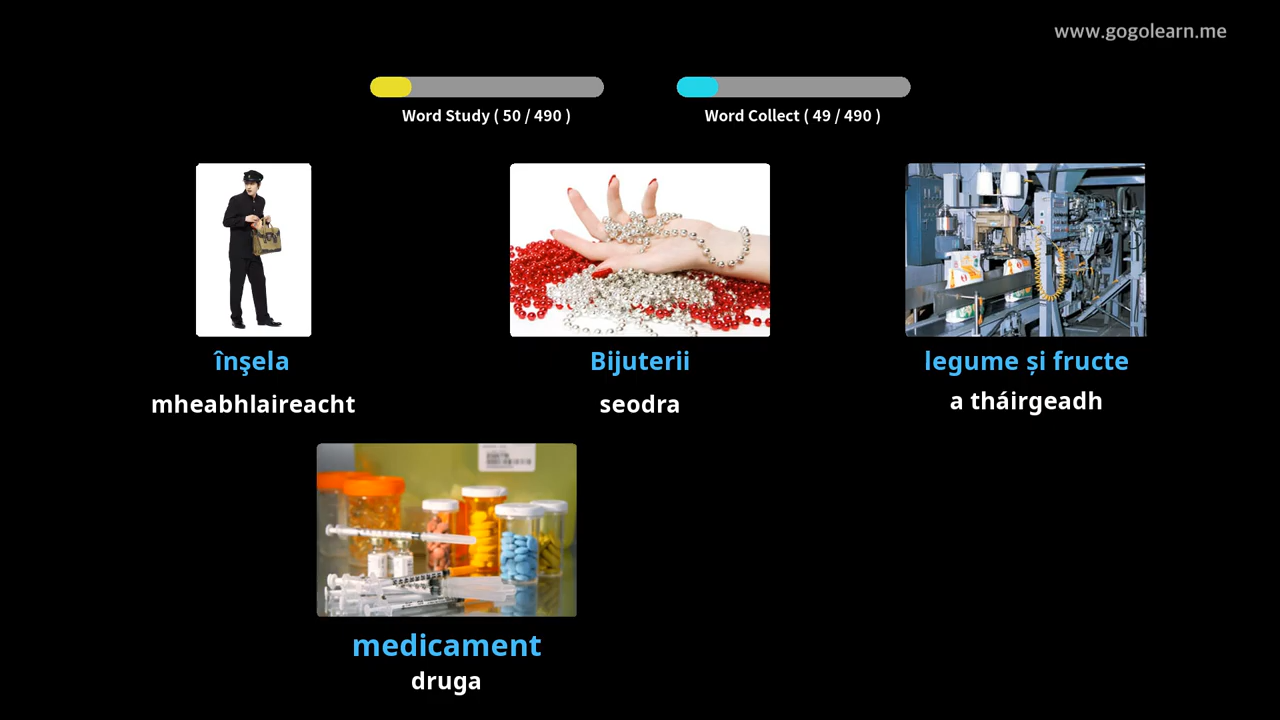 www.gogolearn.me
Word Study ( 50 / 490 )
Word Collect ( 49 / 490 )
înşela
Bijuterii
legume și fructe
mheabhlaireacht
seodra
a tháirgeadh
medicament
druga